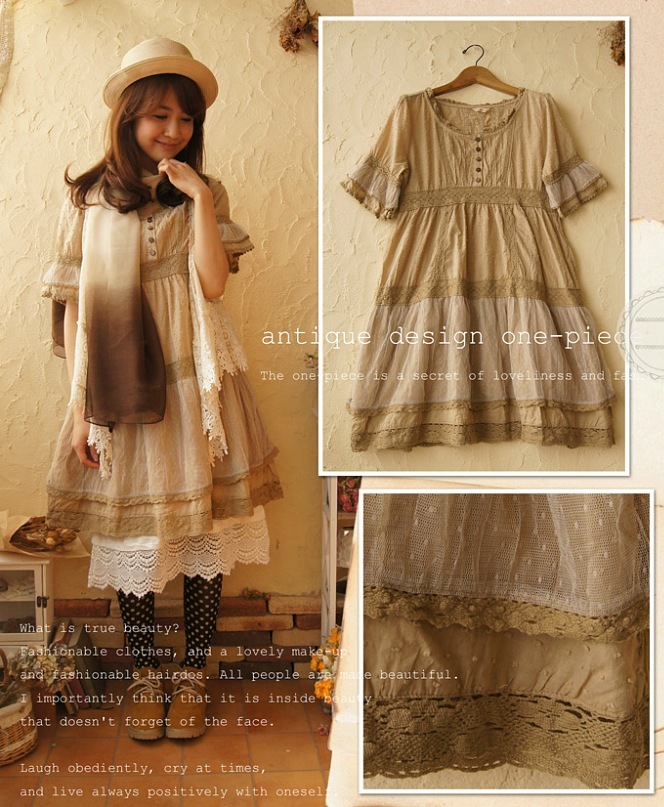 antique design one-piece
The one-piece is a secret of loveliness and fas
What is true beauty?
Fashionable clothes, and a lovely make-up
and fashionable hairdos. All people are made beautiful.
I importantly think that it is inside beauty
that doesn't forget of the face.
Laugh obediently, cry at times,
and live always positively with oneself.